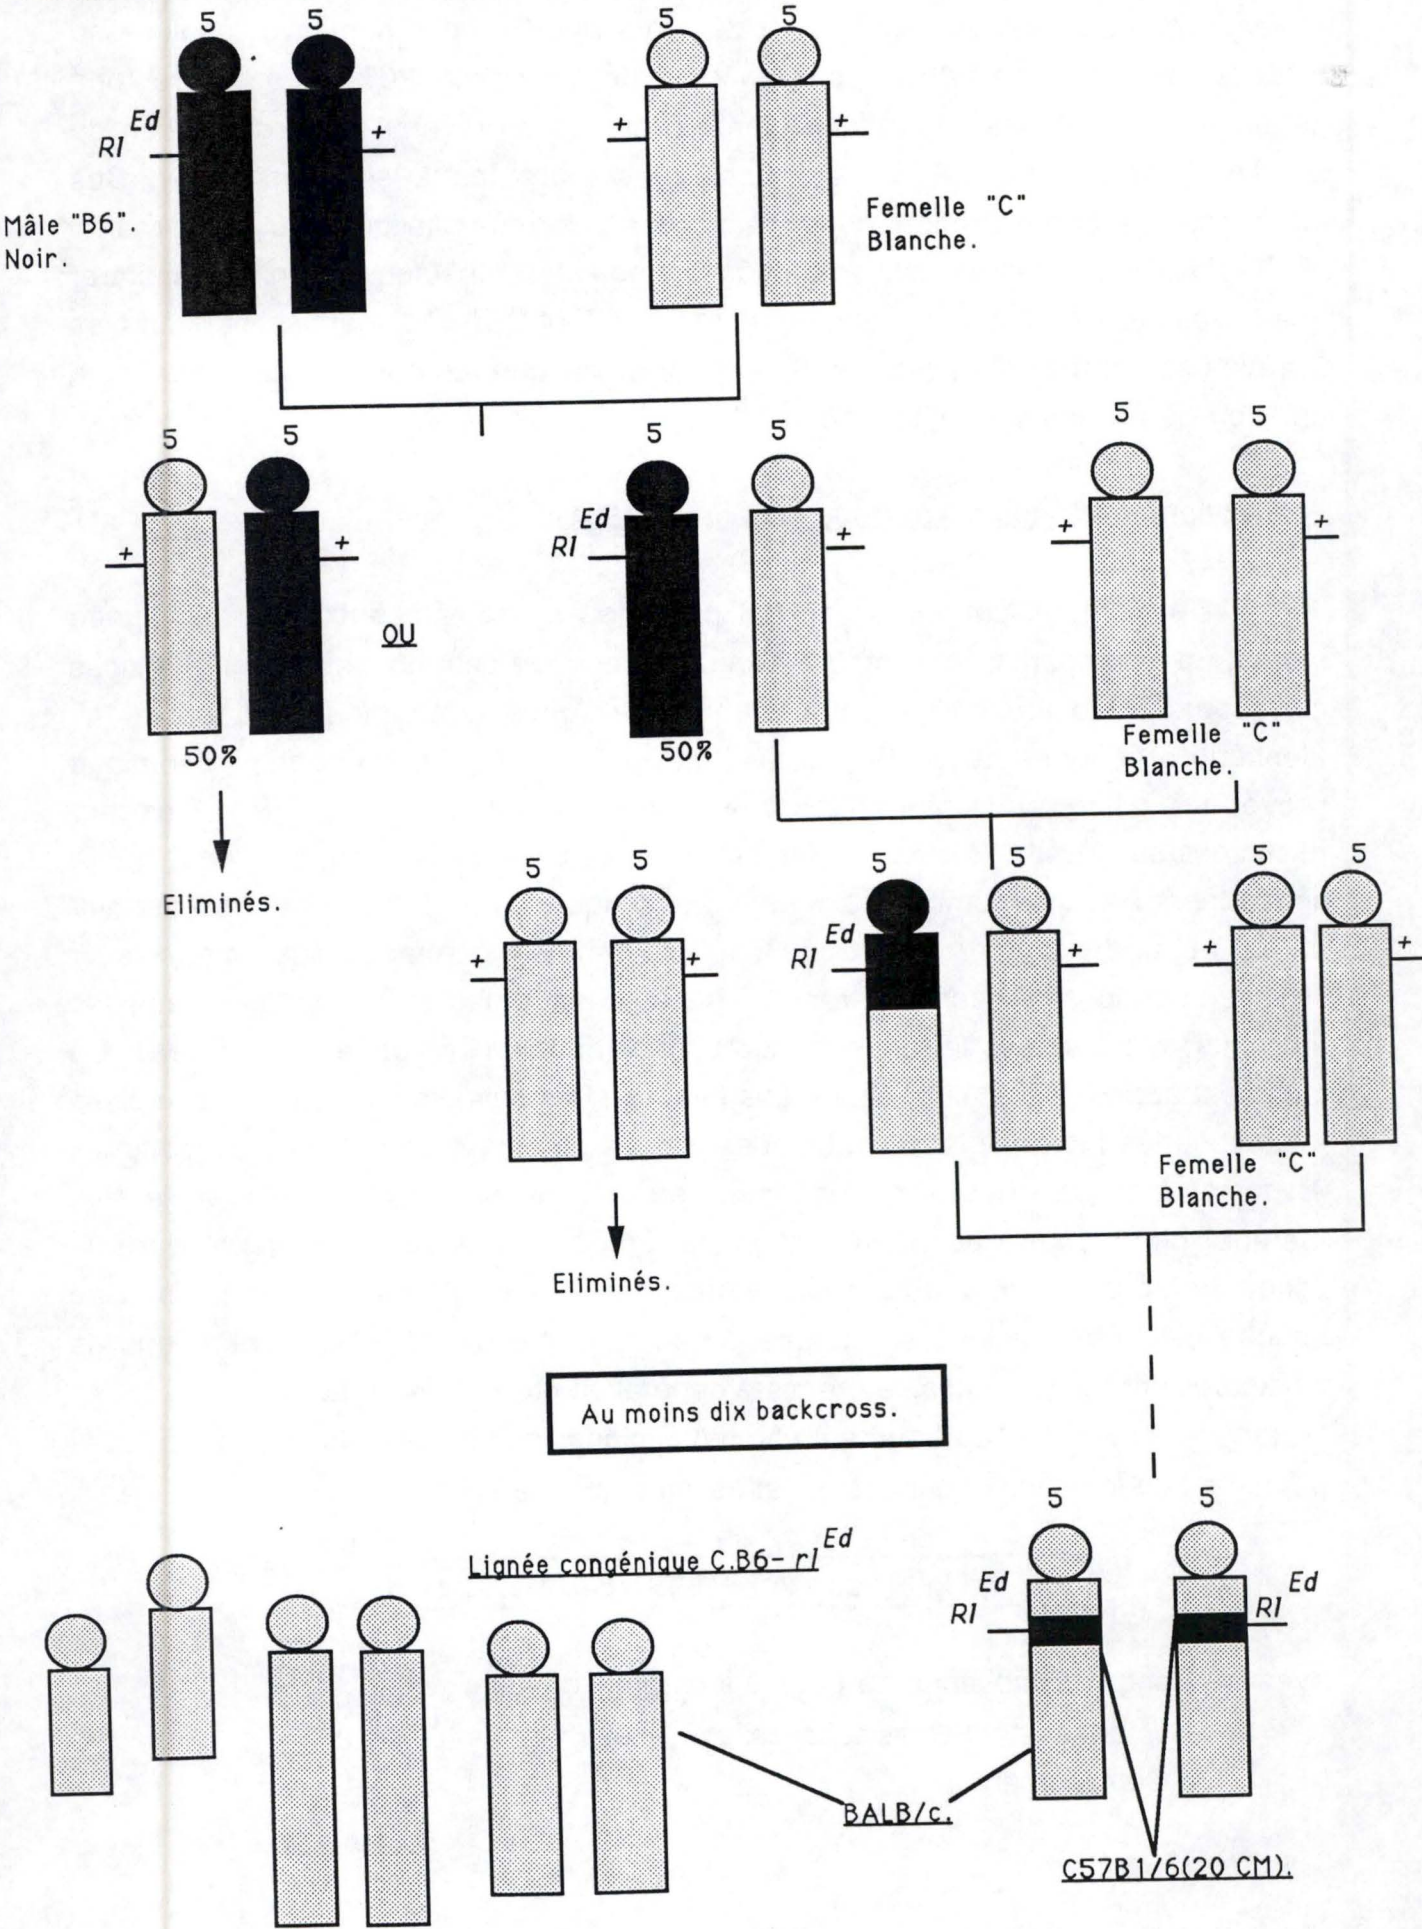 5 5 5 5
Rl Ed + + +
Mâle "B6".
Noir.
Femelle "C"
Blanche.
5 5 5 5 5 5
+ + Rl Ed + + +
OU
50% 50%
Femelle "C"
Blanche.
Eliminés.
5 5 5 5 5 5
+ + Rl Ed + + +
Femelle "C"
Blanche.
Eliminés.
Au moins dix backcross.
5 5
Lignée congénique C.B6-rl Ed
Rl Ed Rl Ed
BALB/c.
C57B1/6(20 CM).